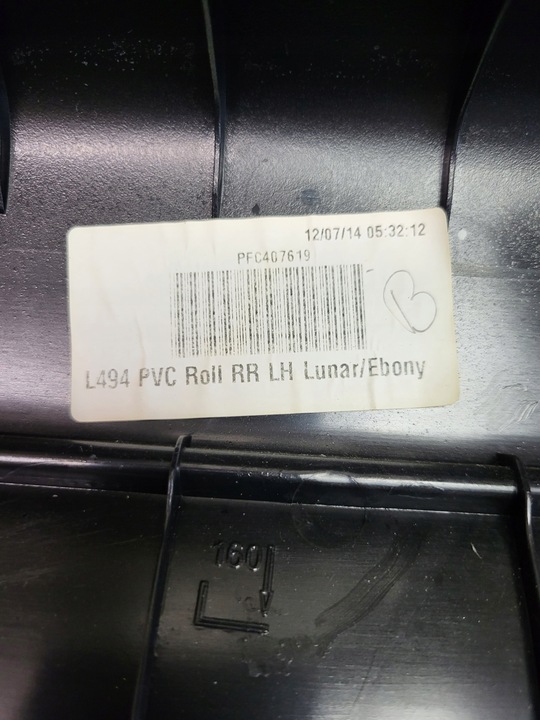 12/07/14 05:32:12
PFC407619
B
L494 PVC Roll RR LH Lunar/Ebony
160